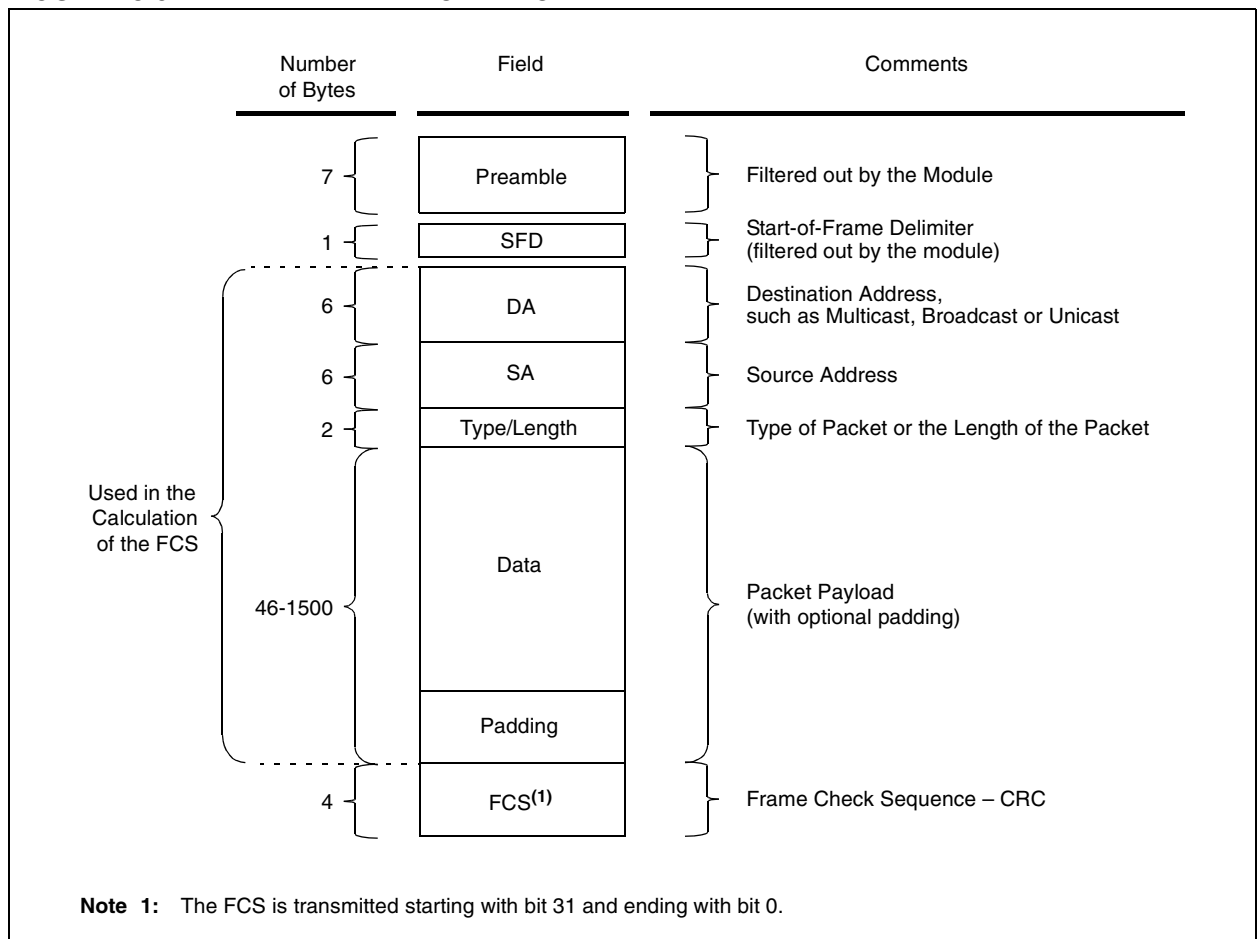 Number
of Bytes
Field
Comments
7
Preamble
Filtered out by the Module
1
SFD
Start-of-Frame Delimiter
(filtered out by the module)
6
DA
Destination Address,
such as Multicast, Broadcast or Unicast
6
SA
Source Address
2
Type/Length
Type of Packet or the Length of the Packet
Used in the
Calculation
of the FCS
46-1500
Data
Packet Payload
(with optional padding)
Padding
4
FCS(1)
Frame Check Sequence – CRC
Note 1: The FCS is transmitted starting with bit 31 and ending with bit 0.